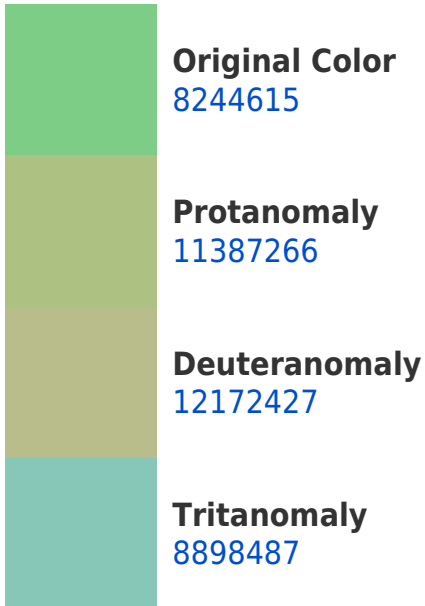 Original Color
8244615
Protanomaly
11387266
Deuteranomaly
12172427
Tritanomaly
8898487